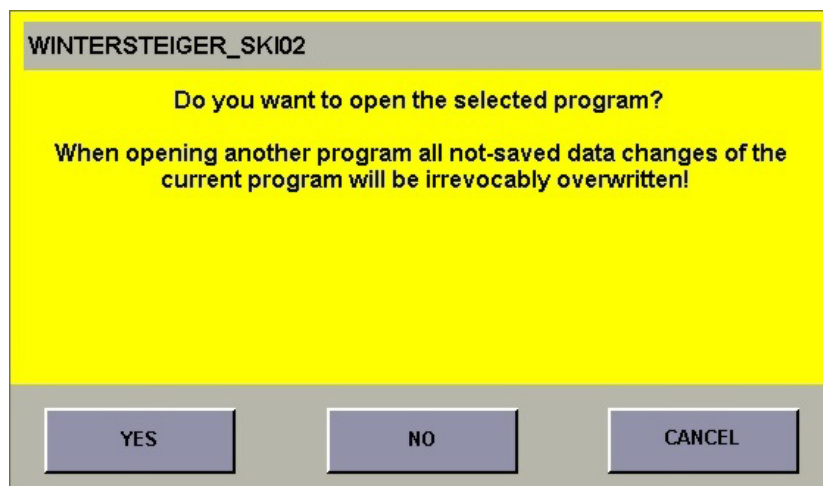 WINTERSTEIGER_SKI02
Do you want to open the selected program?
When opening another program all not-saved data changes of the
current program will be irrevocably overwritten!
YES
NO
CANCEL